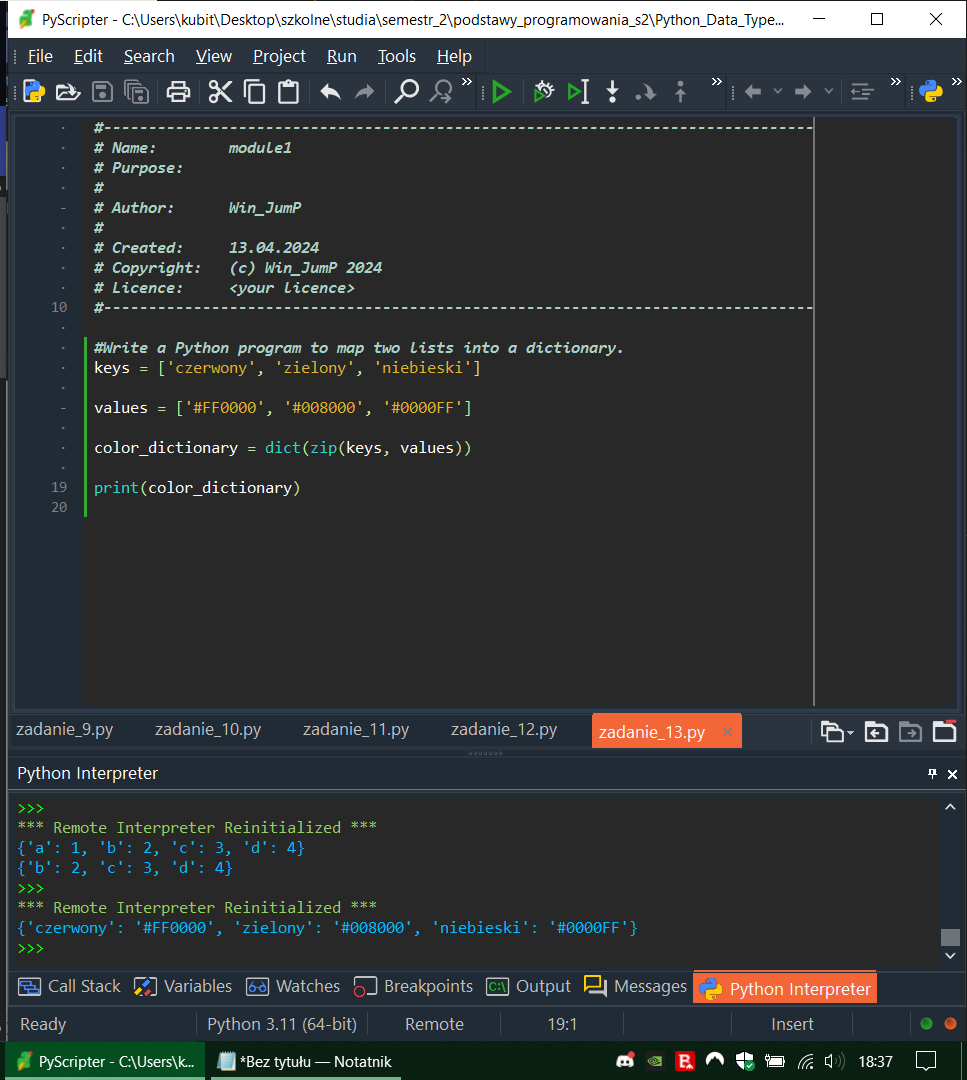 PyScripter - C:\Users\kubit\Desktop\szkolne\studia\semestr_2\podstawy_programowania_s2\Python_Data_Type...
File Edit Search View Project Run Tools Help
#------------------------------------------------------------------------------
# Name:        module1
# Purpose:
#
# Author:      Win_JumP
#
# Created:     13.04.2024
# Copyright:   (c) Win_JumP 2024
# Licence:     <your licence>
10 #------------------------------------------------------------------------------
#Write a Python program to map two lists into a dictionary.
keys = ['czerwony', 'zielony', 'niebieski']
values = ['#FF0000', '#008000', '#0000FF']
color_dictionary = dict(zip(keys, values))
19 print(color_dictionary)
20
zadanie_9.py zadanie_10.py zadanie_11.py zadanie_12.py zadanie_13.py
Python Interpreter
>>>
*** Remote Interpreter Reinitialized ***
{'a': 1, 'b': 2, 'c': 3, 'd': 4}
{'b': 2, 'c': 3, 'd': 4}
>>>
*** Remote Interpreter Reinitialized ***
{'czerwony': '#FF0000', 'zielony': '#008000', 'niebieski': '#0000FF'}
>>>
Call Stack Variables Watches Breakpoints Output Messages Python Interpreter
Ready Python 3.11 (64-bit) Remote 19:1 Insert
PyScripter - C:\Users\k... *Bez tytułu — Notatnik 18:37